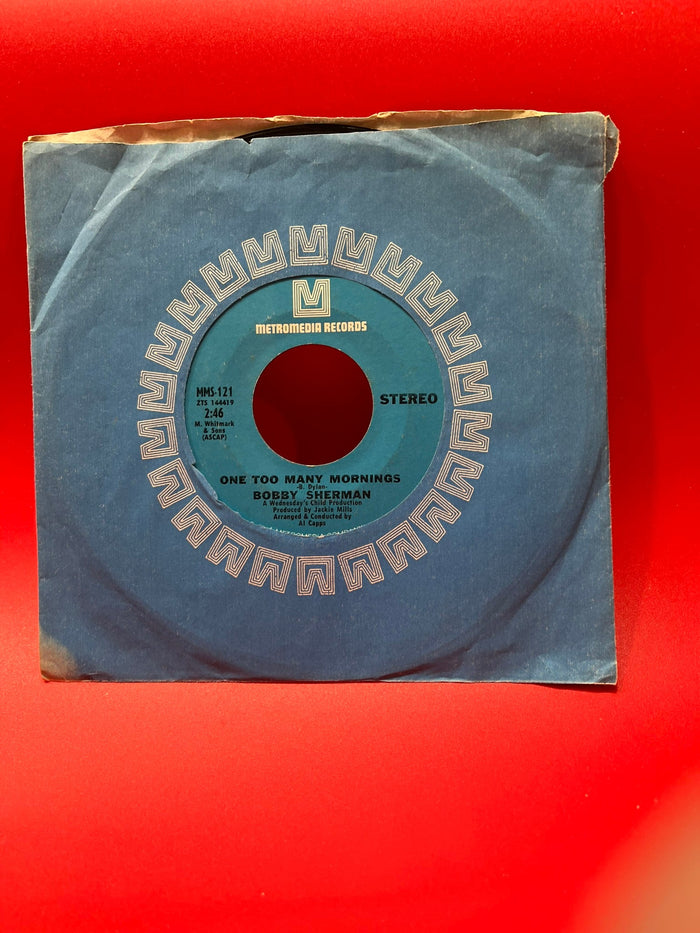 M
METROMEDIA RECORDS
MMS-121
ZTS 144419
2:46
M. Whitmark
& Sons
(ASCAP)
STEREO
ONE TOO MANY MORNINGS
-B. Dylan-
BOBBY SHERMAN
A Wednesday's Child Production
Produced by Jackie Mills
Arranged & Conducted by
Al Capps